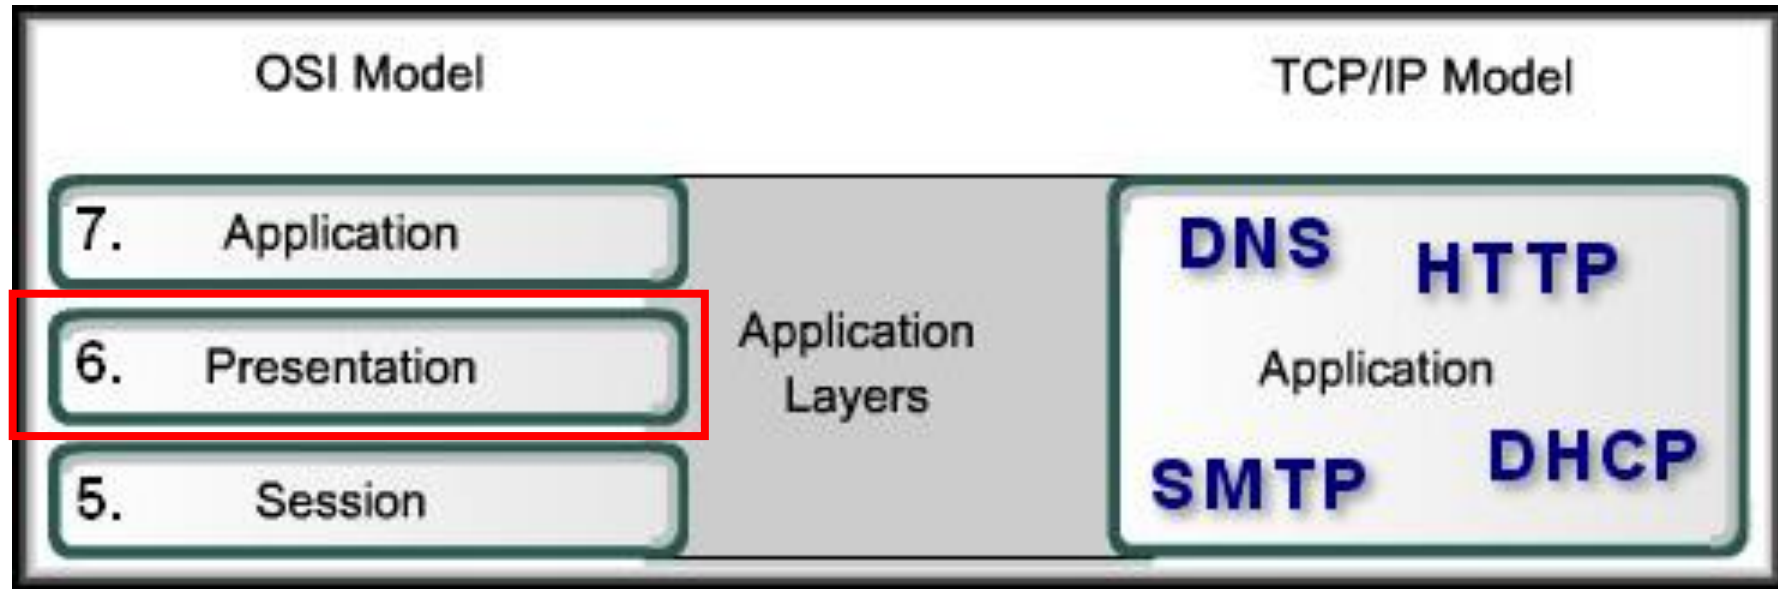 OSI Model
TCP/IP Model
7. Application
6. Presentation
5. Session
Application
Layers
DNS
HTTP
Application
SMTP
DHCP